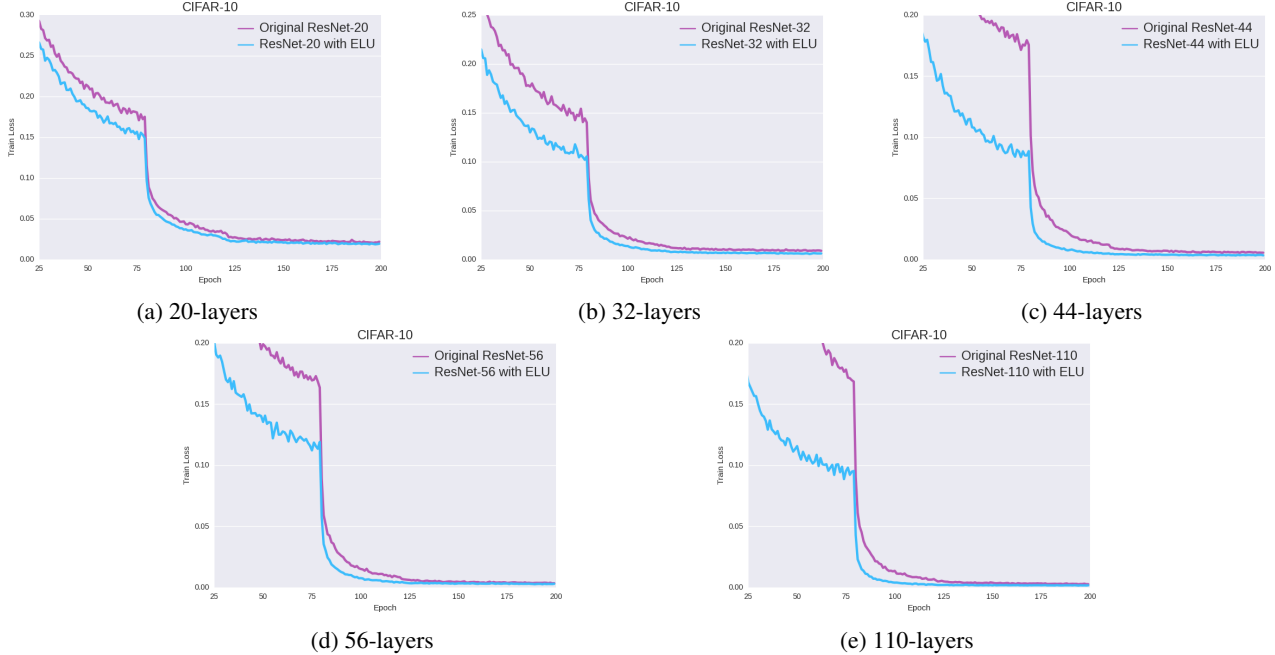 CIFAR-10
0.30
0.25
0.20
0.15
0.10
0.05
0.00
Train Loss
Original ResNet-20
ResNet-20 with ELU
25 50 75 100 125 150 175 200
Epoch
(a) 20-layers
CIFAR-10
0.25
0.20
0.15
0.10
0.05
0.00
Train Loss
Original ResNet-32
ResNet-32 with ELU
25 50 75 100 125 150 175 200
Epoch
(b) 32-layers
CIFAR-10
0.20
0.15
0.10
0.05
0.00
Train Loss
Original ResNet-44
ResNet-44 with ELU
25 50 75 100 125 150 175 200
Epoch
(c) 44-layers
CIFAR-10
0.20
0.15
0.10
0.05
0.00
Train Loss
Original ResNet-56
ResNet-56 with ELU
25 50 75 100 125 150 175 200
Epoch
(d) 56-layers
CIFAR-10
0.20
0.15
0.10
0.05
0.00
Train Loss
Original ResNet-110
ResNet-110 with ELU
25 50 75 100 125 150 175 200
Epoch
(e) 110-layers